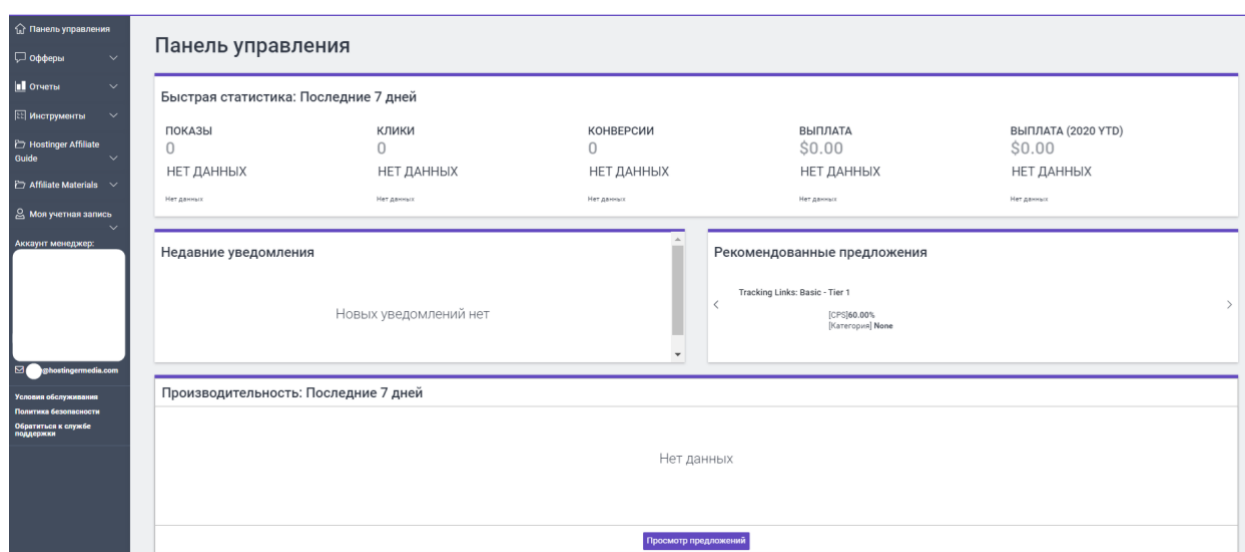 Панель управления
Офферы
Отчеты
Инструменты
Hostinger Affiliate
Guide
Affiliate Materials
Моя учетная запись
Аккаунт менеджер:
@hostingermedia.com
Условия обслуживания
Политика безопасности
Обратиться к службе
поддержки
Панель управления
Быстрая статистика: Последние 7 дней
ПОКАЗЫ КЛИКИ КОНВЕРСИИ ВЫПЛАТА ВЫПЛАТА (2020 YTD)
0 0 0 $0.00 $0.00
НЕТ ДАННЫХ НЕТ ДАННЫХ НЕТ ДАННЫХ НЕТ ДАННЫХ НЕТ ДАННЫХ
Нет данных Нет данных Нет данных Нет данных Нет данных
Недавние уведомления
Новых уведомлений нет
Рекомендованные предложения
Tracking Links: Basic - Tier 1
[CPS]60.00%
[Категория] None
Производительность: Последние 7 дней
Нет данных
Просмотр предложений